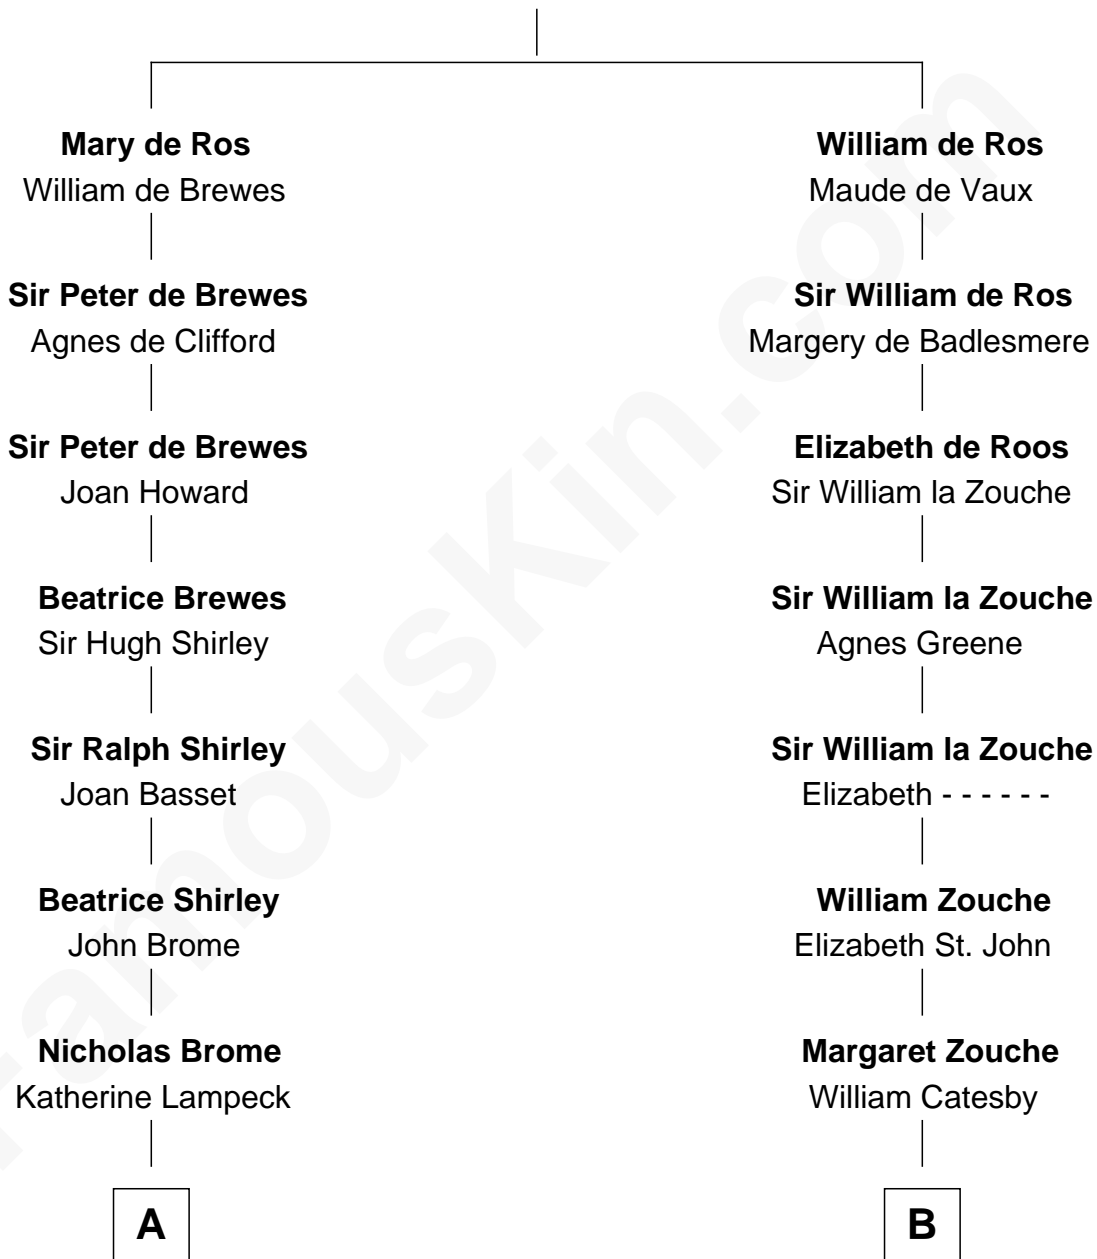 Mary de Ros
William de Brewes
Sir Peter de Brewes
Agnes de Clifford
Sir Peter de Brewes
Joan Howard
Beatrice Brewes
Sir Hugh Shirley
Sir Ralph Shirley
Joan Basset
Beatrice Shirley
John Brome
Nicholas Brome
Katherine Lampeck
A
William de Ros
Maude de Vaux
Sir William de Ros
Margery de Badlesmere
Elizabeth de Roos
Sir William la Zouche
Sir William la Zouche
Agnes Greene
Sir William la Zouche
Elizabeth - - - - - -
William Zouche
Elizabeth St. John
Margaret Zouche
William Catesby
B
FamousKin.com